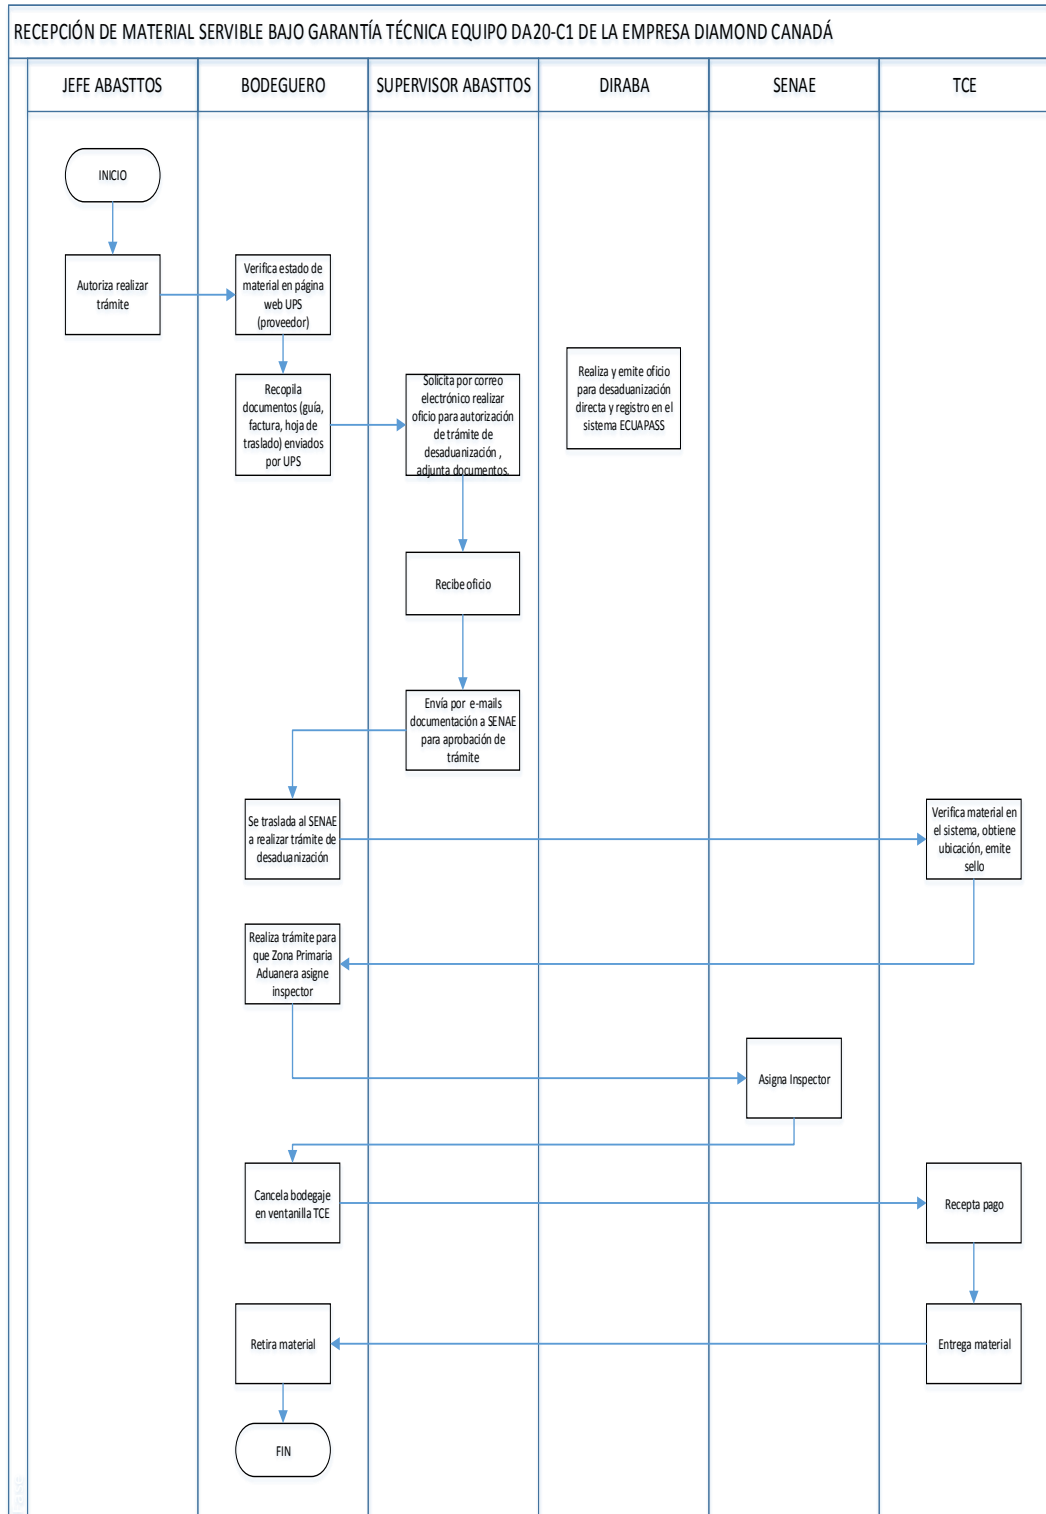 RECEPCIÓN DE MATERIAL SERVIBLE BAJO GARANTÍA TÉCNICA EQUIPO DA20-C1 DE LA EMPRESA DIAMOND CANADÁ
JEFE ABASTTOS
BODEGUERO
SUPERVISOR ABASTTOS
DIRABA
SENAE
TCE
INICIO
Autoriza realizar
trámite
Verifica estado de
material en página
web UPS
(proveedor)
Recopila
documentos (guía,
factura, hoja de
traslado) enviados
por UPS
Solicita por correo
electrónico realizar
oficio para autorización
de trámite de
desaduanización ,
adjunta documentos.
Realiza y emite oficio
para desaduanización
directa y registro en el
sistema ECUAPASS
Recibe oficio
Envía por e-mails
documentación a SENAE
para aprobación de
trámite
Se traslada al SENAE
a realizar trámite de
desaduanización
Verifica material en
el sistema, obtiene
ubicación, emite
sello
Realiza trámite para
que Zona Primaria
Aduanera asigne
inspector
Asigna Inspector
Cancela bodegaje
en ventanilla TCE
Recepta pago
Retira material
Entrega material
FIN